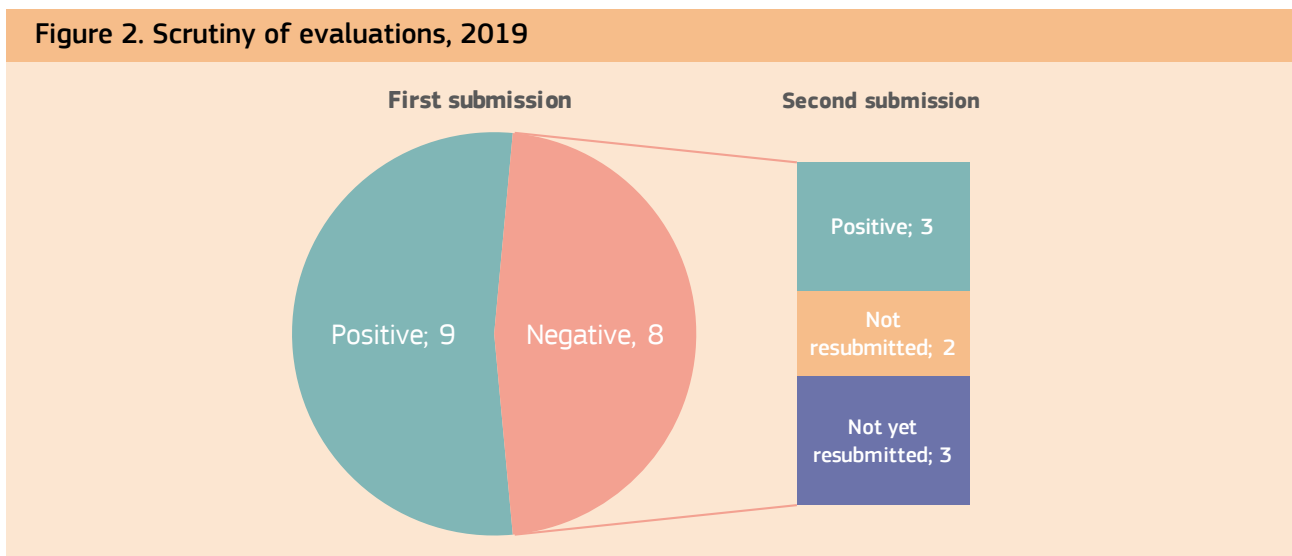 Figure 2. Scrutiny of evaluations, 2019
First submission
Second submission
Positive; 9
Negative, 8
Positive; 3
Not
resubmitted; 2
Not yet
resubmitted; 3